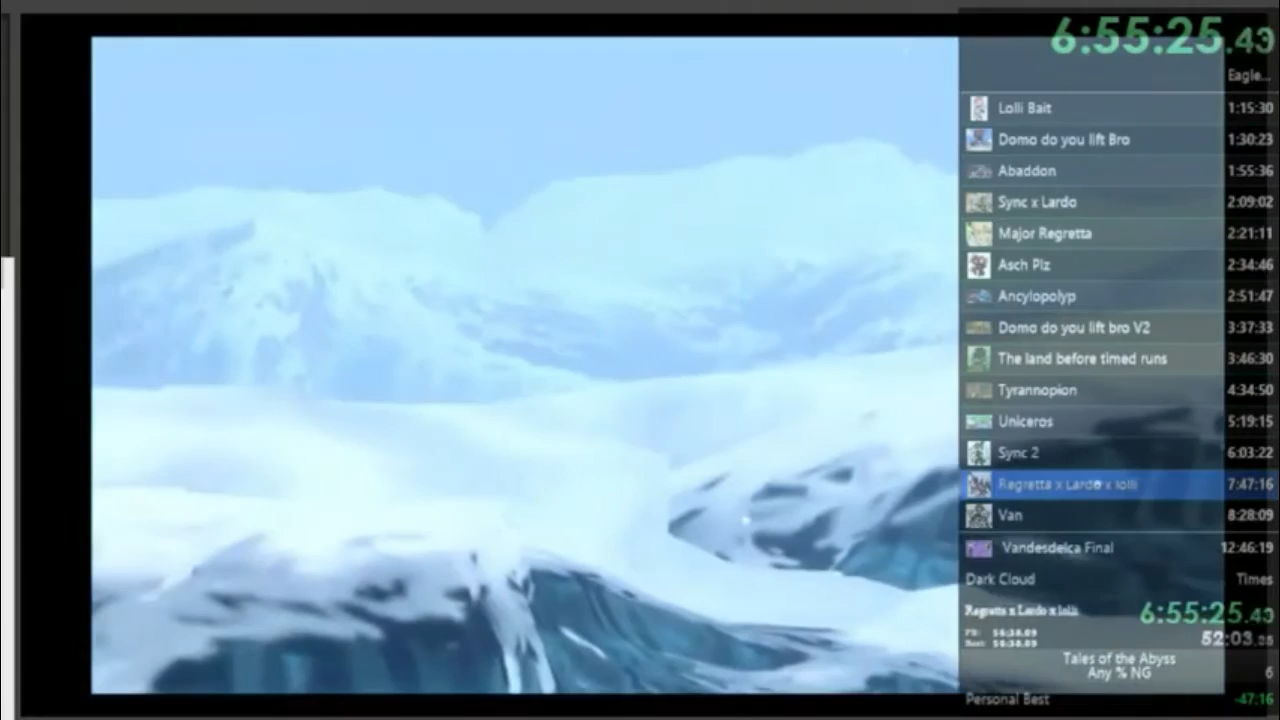 6:55:25.43
Eagle...
Lolli Bait 1:15:30
Domo do you lift Bro 1:30:23
Abaddon 1:55:36
Sync x Lardo 2:09:02
Major Regretta 2:21:11
Asch Plz 2:34:46
Ancylopolyp 2:51:47
Domo do you lift bro V2 3:37:33
The land before timed runs 3:46:30
Tyrannopion 4:34:50
Uniceros 5:19:15
Sync 2 6:03:22
Regretta x Lardo x lolli 7:47:16
Van 8:28:09
Vandesdelca Final 12:46:19
Dark Cloud Times
Regretta x Lardo x lolli 6:55:25.43
52:03
Tales of the Abyss
Any % NG 6
Personal Best -47:16